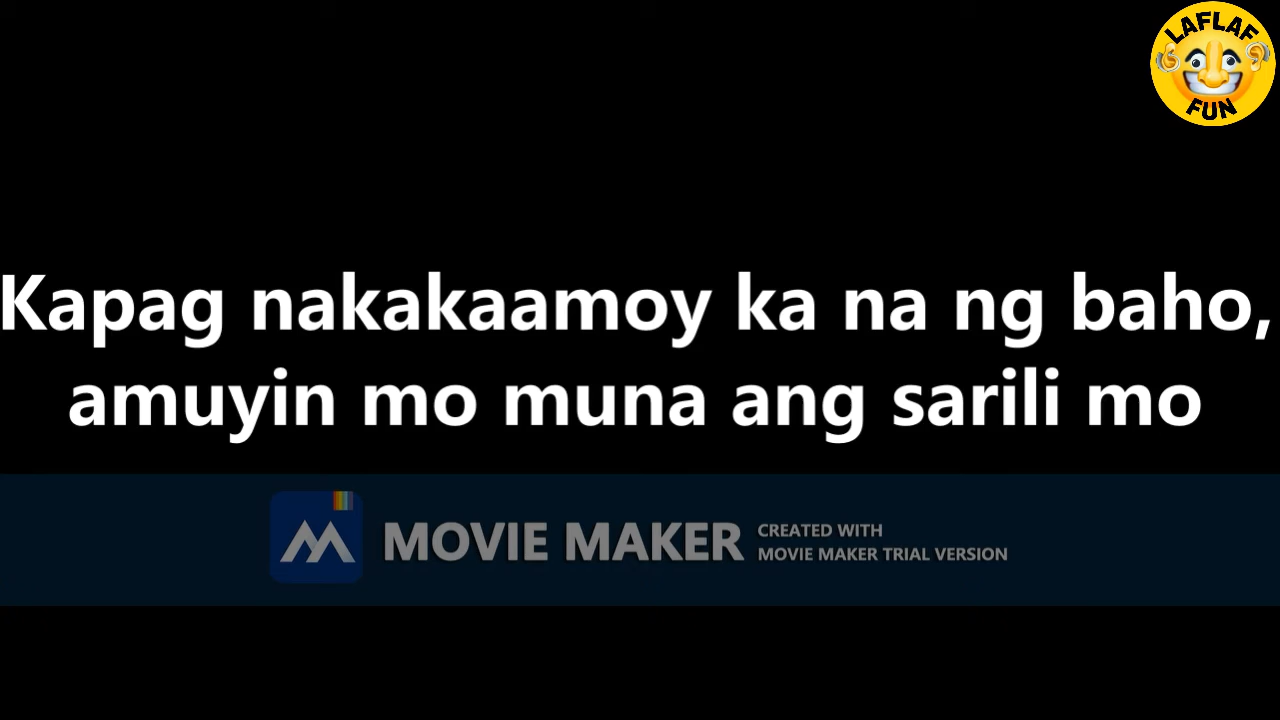 LAFLAF
FUN
Kapag nakakaamoy ka na ng baho,
amuyin mo muna ang sarili mo
MOVIE MAKER
CREATED WITH
MOVIE MAKER TRIAL VERSION